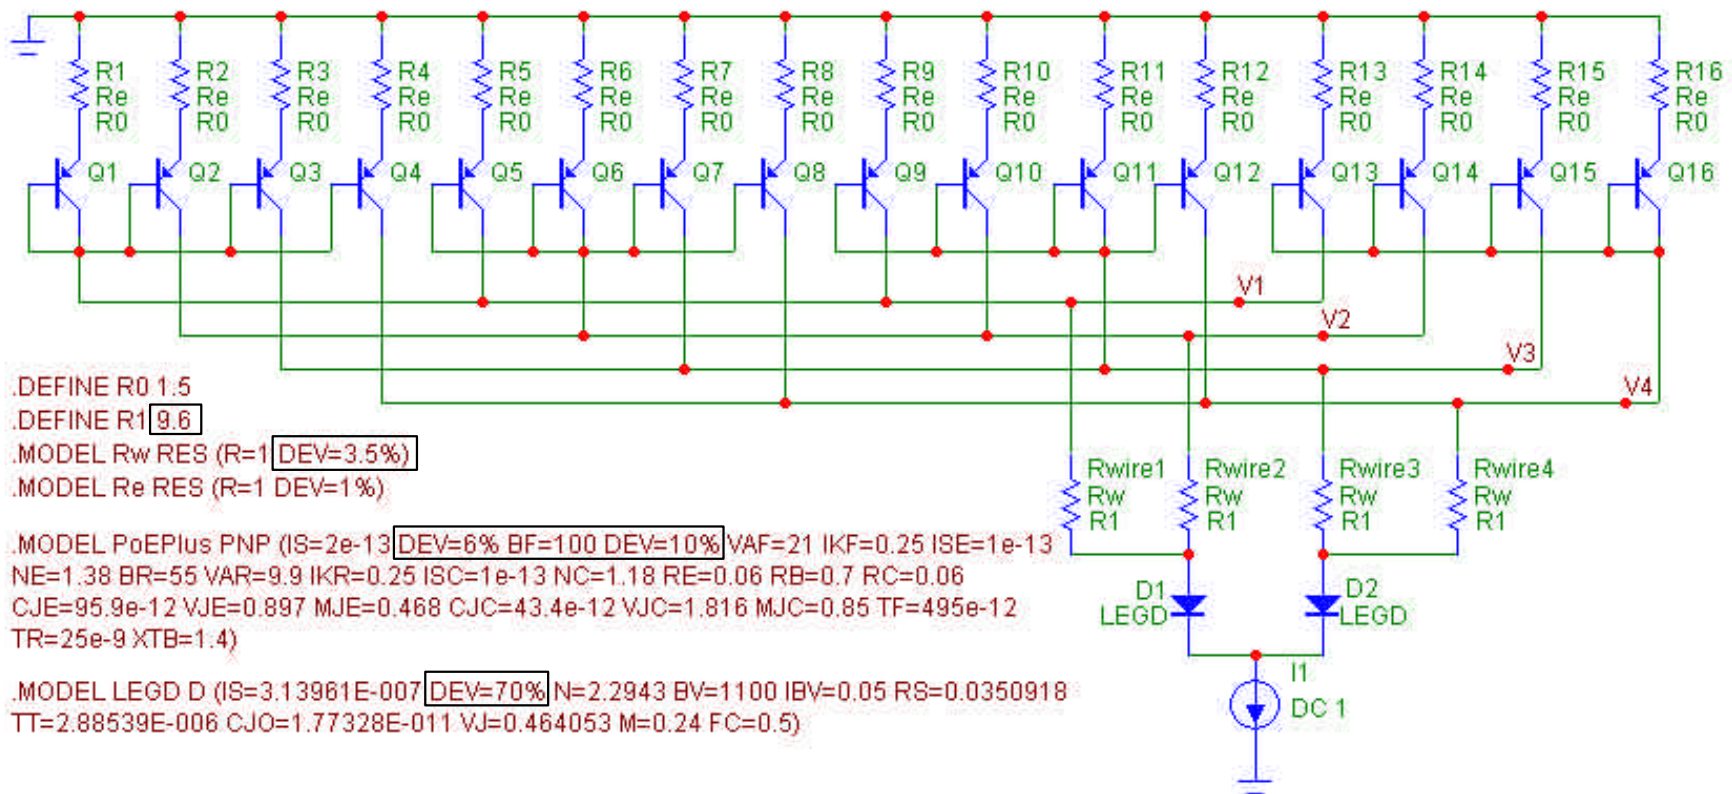 R1 R2 R3 R4 R5 R6 R7 R8 R9 R10 R11 R12 R13 R14 R15 R16
Re Re Re Re Re Re Re Re Re Re Re Re Re Re Re Re
R0 R0 R0 R0 R0 R0 R0 R0 R0 R0 R0 R0 R0 R0 R0 R0
Q1 Q2 Q3 Q4 Q5 Q6 Q7 Q8 Q9 Q10 Q11 Q12 Q13 Q14 Q15 Q16
V1
V2
V3
V4
.DEFINE R0 1.5
.DEFINE R1 9.6
.MODEL Rw RES (R=1 DEV=3.5%)
.MODEL Re RES (R=1 DEV=1%)
Rwire1 Rwire2 Rwire3 Rwire4
Rw Rw Rw Rw
R1 R1 R1 R1
.MODEL PoEPlus PNP (IS=2e-13 DEV=6% BF=100 DEV=10% VAF=21 IKF=0.25 ISE=1e-13
NE=1.38 BR=55 VAR=9.9 IKR=0.25 ISC=1e-13 NC=1.18 RE=0.06 RB=0.7 RC=0.06
CJE=95.9e-12 VJE=0.897 MJE=0.468 CJC=43.4e-12 VJC=1.816 MJC=0.85 TF=495e-12
TR=25e-9 XTB=1.4)
D1 D2
LEGD LEGD
.MODEL LEGD D (IS=3.13961E-007 DEV=70% N=2.2943 BV=1100 IBV=0.05 RS=0.0350918
TT=2.88539E-006 CJO=1.77328E-011 VJ=0.464053 M=0.24 FC=0.5)
I1
DC 1